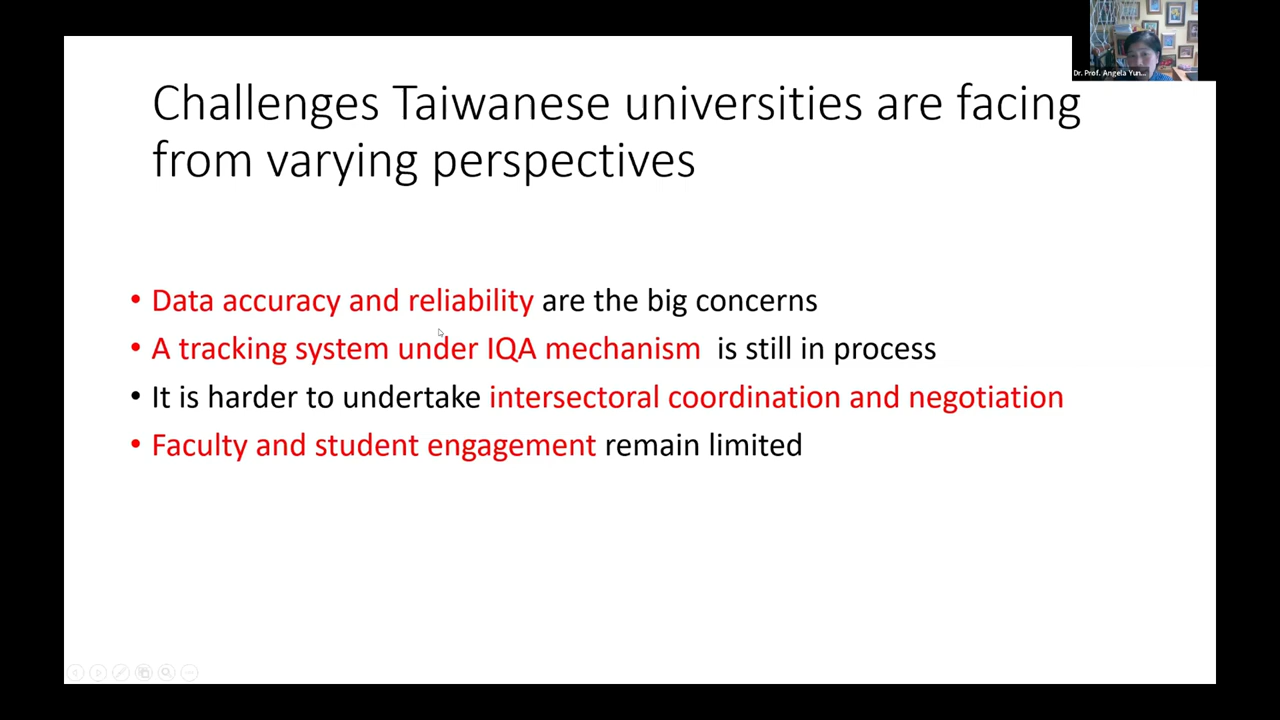 Dr. Prof. Angela Yun...
Challenges Taiwanese universities are facing
from varying perspectives
• Data accuracy and reliability are the big concerns
• A tracking system under IQA mechanism is still in process
• It is harder to undertake intersectoral coordination and negotiation
• Faculty and student engagement remain limited